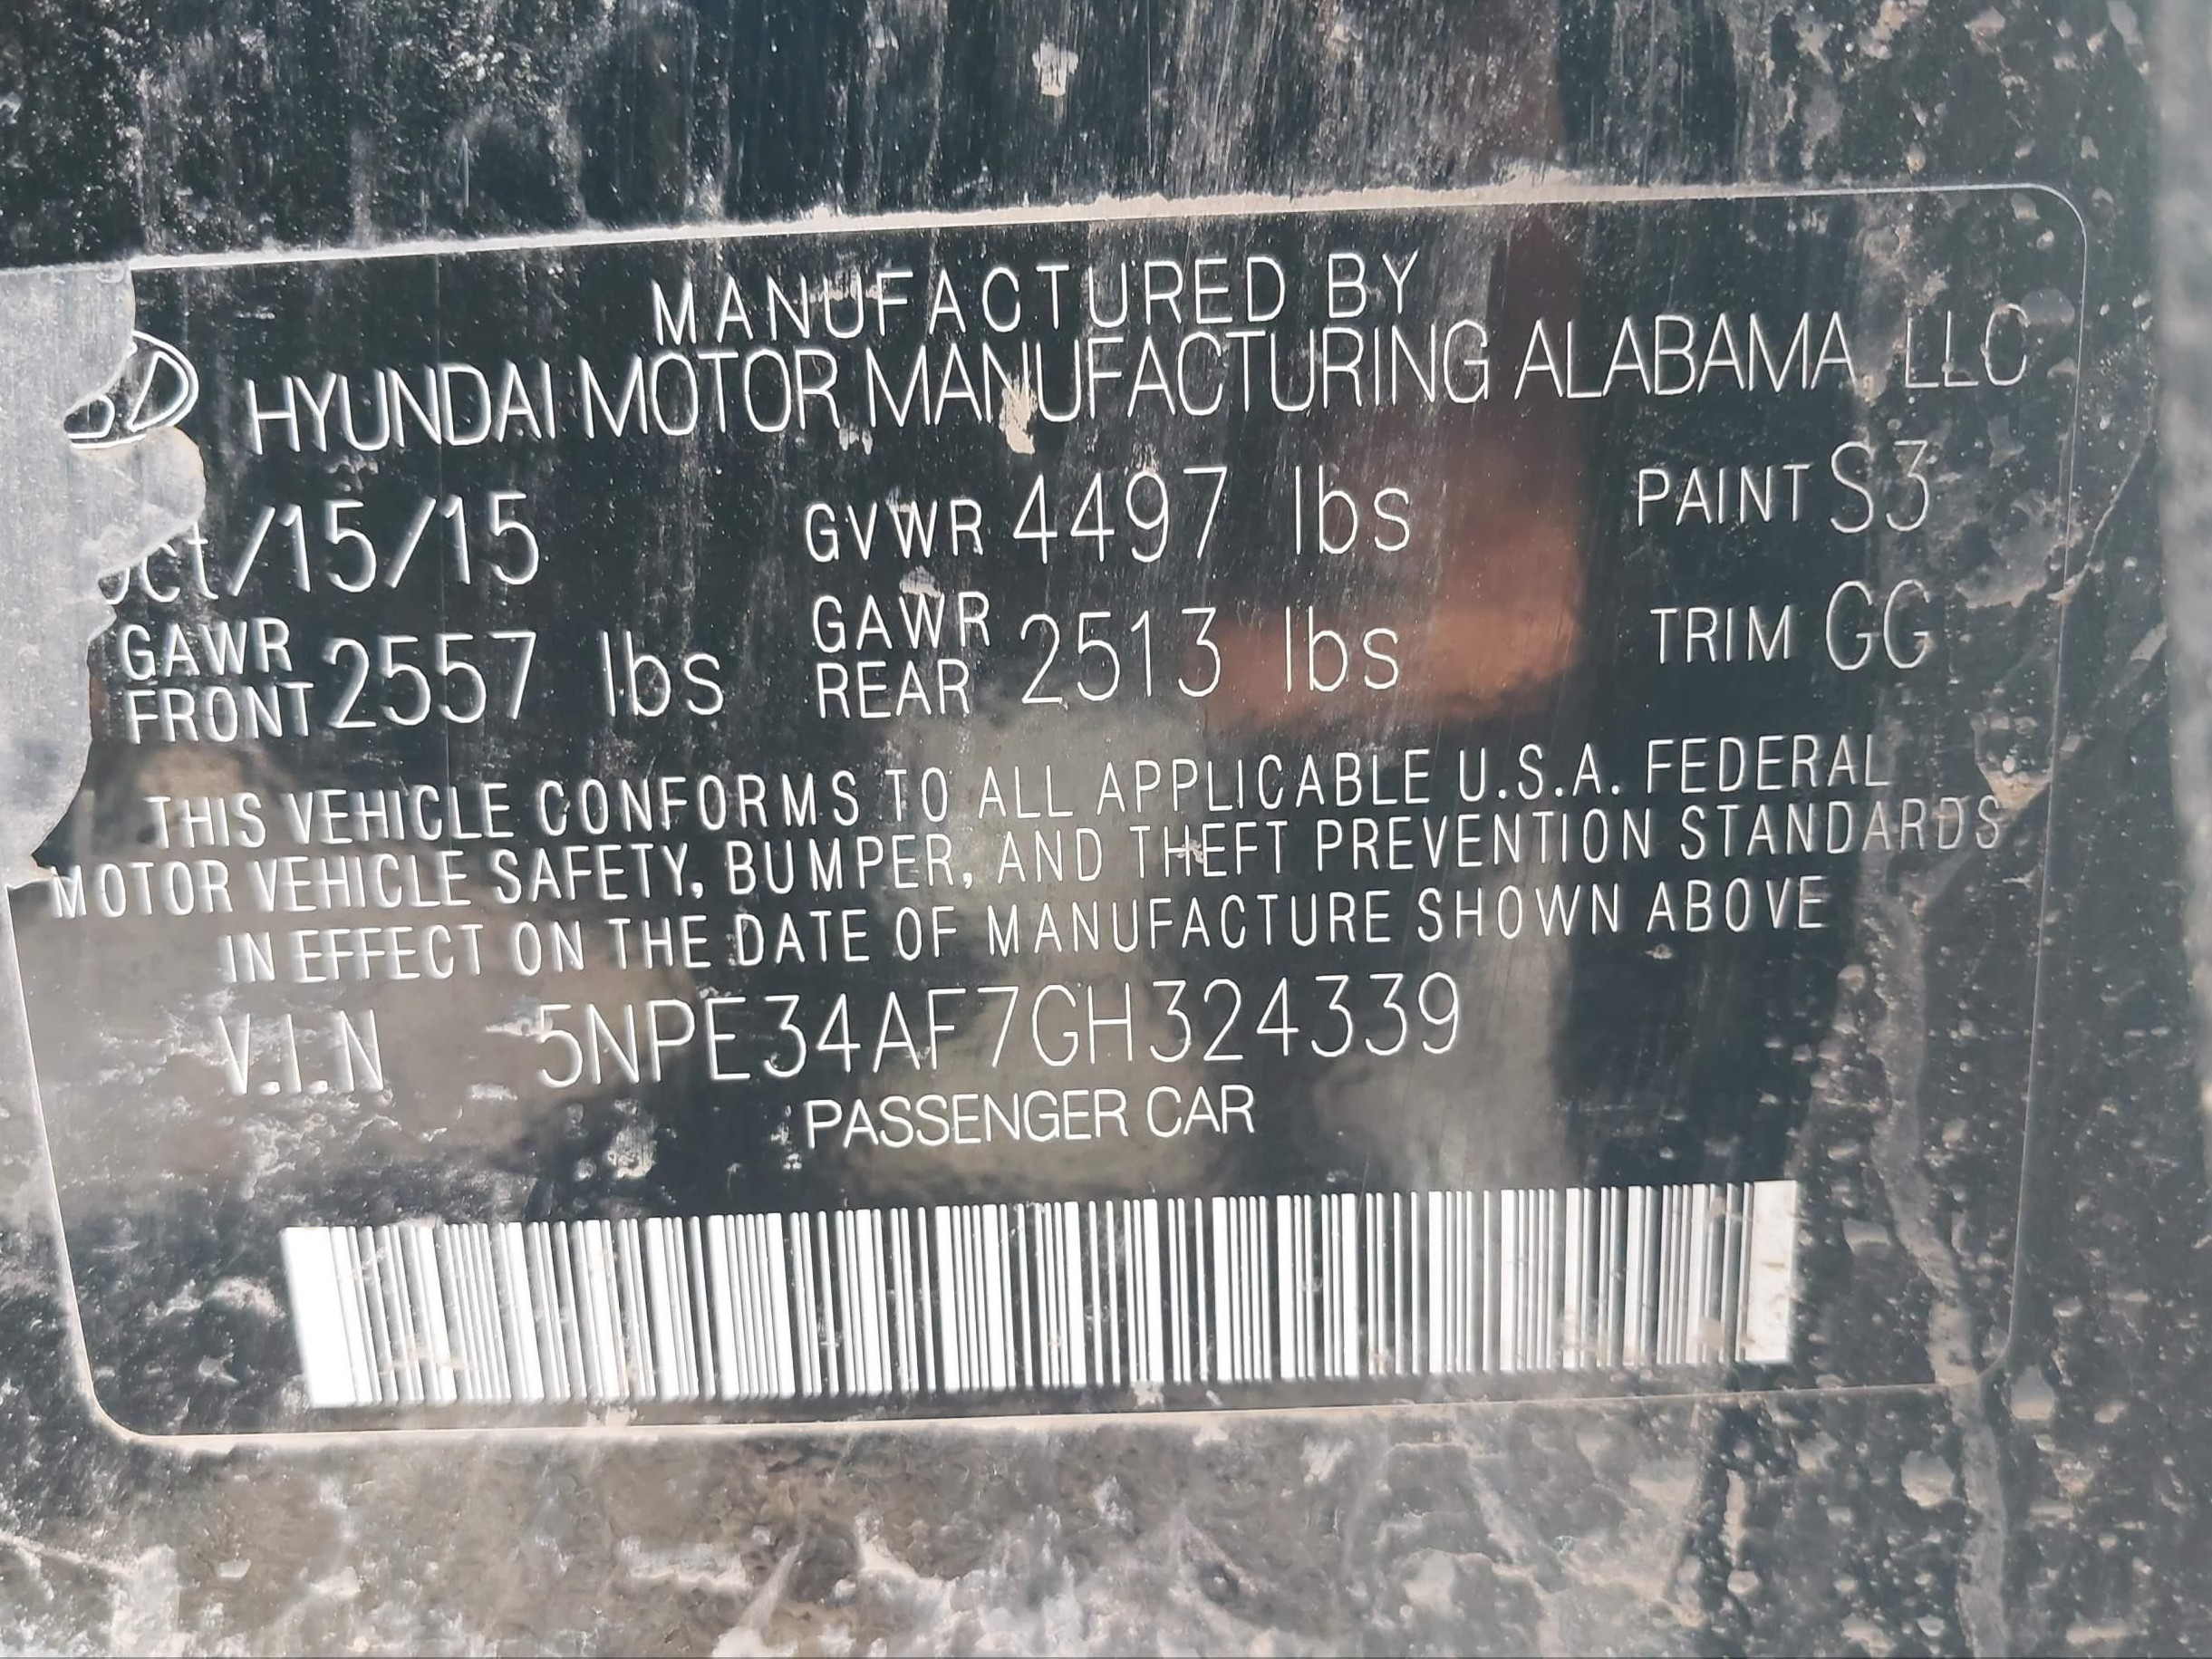 MANUFACTURED BY
HYUNDAI MOTOR MANUFACTURING ALABAMA, LLC
Oct/15/15 GVWR 4497 lbs PAINT S3
GAWR FRONT 2557 lbs GAWR REAR 2513 lbs TRIM GG
THIS VEHICLE CONFORMS TO ALL APPLICABLE U.S.A. FEDERAL
MOTOR VEHICLE SAFETY, BUMPER, AND THEFT PREVENTION STANDARDS
IN EFFECT ON THE DATE OF MANUFACTURE SHOWN ABOVE
V.I.N 5NPE34AF7GH324339
PASSENGER CAR